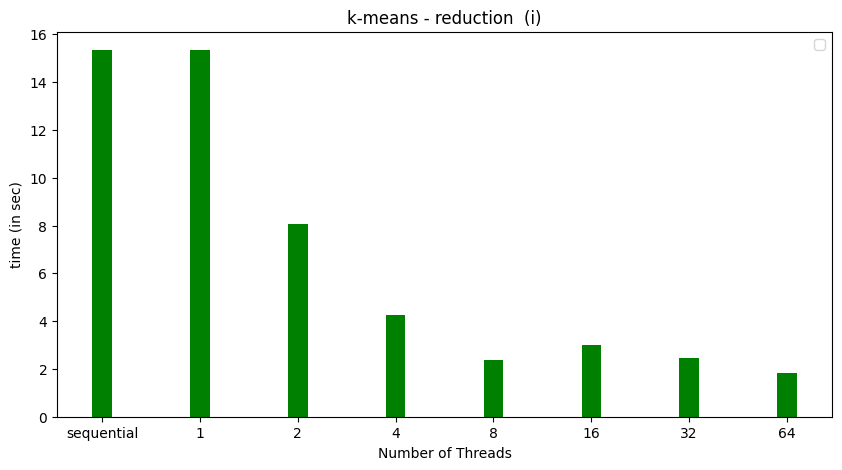 k-means - reduction  (i)
16
14
12
10
8
6
4
2
0
time (in sec)
sequential 1 2 4 8 16 32 64
Number of Threads